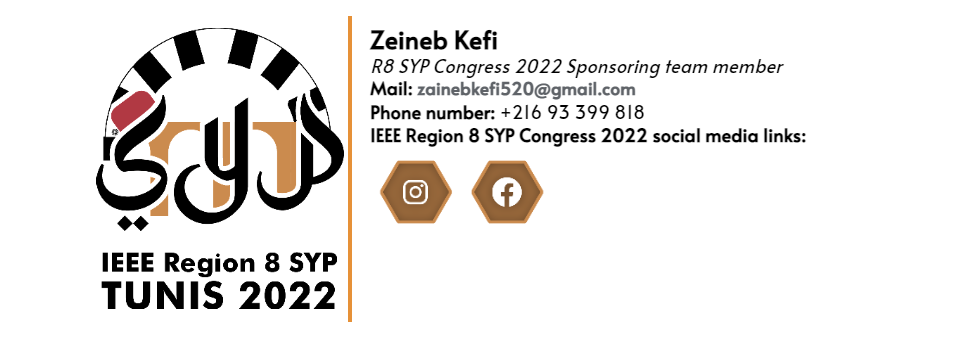 Zeineb Kefi
R8 SYP Congress 2022 Sponsoring team member
Mail: zainebkefi520@gmail.com
Phone number: +216 93 399 818
IEEE Region 8 SYP Congress 2022 social media links:
IEEE Region 8 SYP
TUNIS 2022